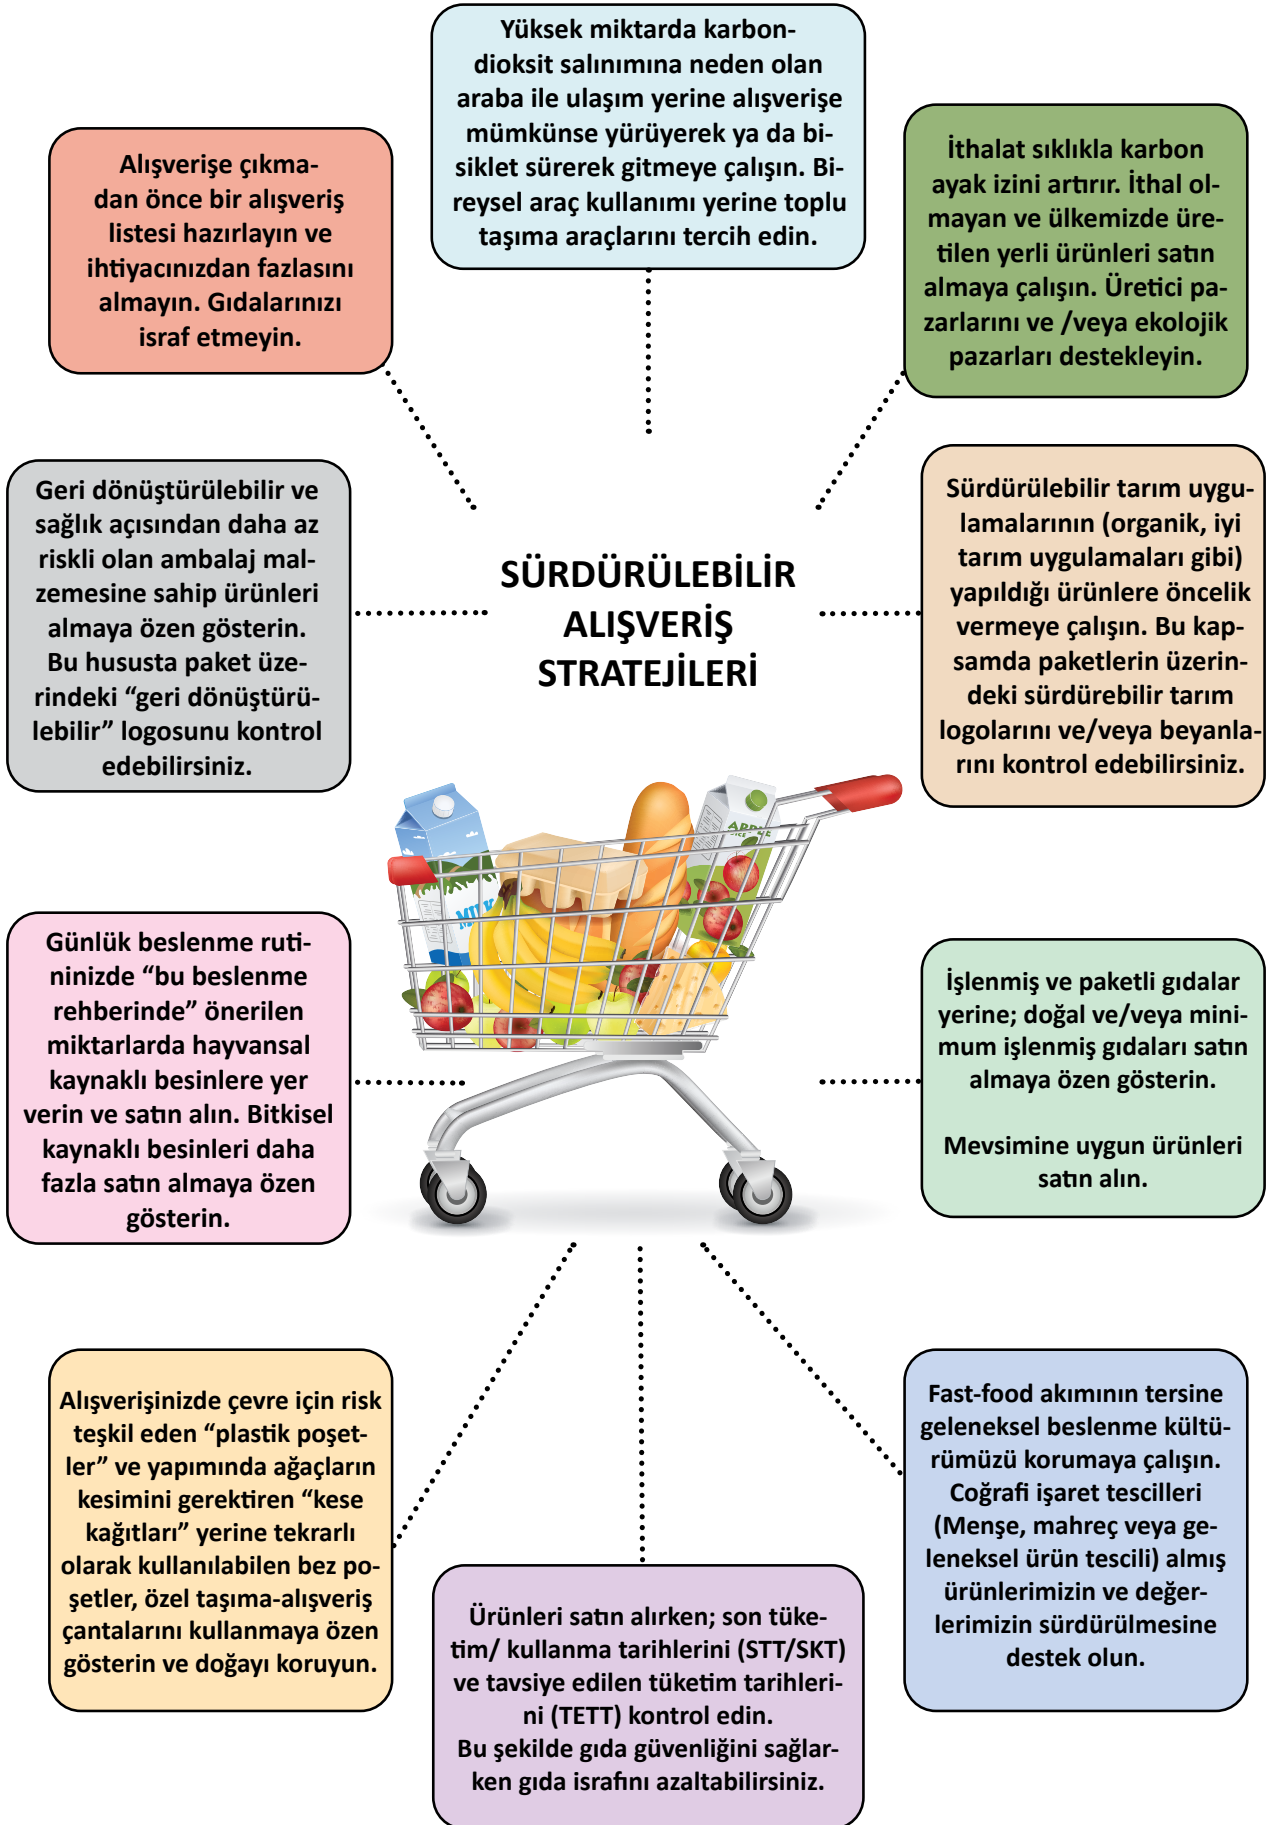 Yüksek miktarda karbon-
dioksit salınımına neden olan
araba ile ulaşım yerine alışverişe
mümkünse yürüyerek ya da bi-
siklet sürerek gitmeye çalışın. Bi-
reysel araç kullanımı yerine toplu
taşıma araçlarını tercih edin.
Alışverişe çıkma-
dan önce bir alışveriş
listesi hazırlayın ve
ihtiyacınızdan fazlasını
almayın. Gıdalarınızı
israf etmeyin.
İthalat sıklıkla karbon
ayak izini artırır. İthal ol-
mayan ve ülkemizde üre-
tilen yerli ürünleri satın
almaya çalışın. Üretici pa-
zarlarını ve /veya ekolojik
pazarları destekleyin.
Geri dönüştürülebilir ve
sağlık açısından daha az
riskli olan ambalaj mal-
zemesine sahip ürünleri
almaya özen gösterin.
Bu hususta paket üze-
rindeki “geri dönüştürü-
lebilir” logosunu kontrol
edebilirsiniz.
SÜRDÜRÜLEBİLİR
ALIŞVERİŞ
STRATEJİLERİ
Sürdürülebilir tarım uygu-
lamalarının (organik, iyi
tarım uygulamaları gibi)
yapıldığı ürünlere öncelik
vermeye çalışın. Bu kap-
samda paketlerin üzerin-
deki sürdürebilir tarım
logolarını ve/veya beyanla-
rını kontrol edebilirsiniz.
MILK
APPLE
Günlük beslenme ruti-
ninizde “bu beslenme
rehberinde” önerilen
miktarlarda hayvansal
kaynaklı besinlere yer
verin ve satın alın. Bitkisel
kaynaklı besinleri daha
fazla satın almaya özen
gösterin.
İşlenmiş ve paketli gıdalar
yerine; doğal ve/veya mini-
mum işlenmiş gıdaları satın
almaya özen gösterin.
Mevsimine uygun ürünleri
satın alın.
Alışverişinizde çevre için risk
teşkil eden “plastik poşet-
ler” ve yapımında ağaçların
kesimini gerektiren “kese
kağıtları” yerine tekrarlı
olarak kullanılabilen bez po-
şetler, özel taşıma-alışveriş
çantalarını kullanmaya özen
gösterin ve doğayı koruyun.
Ürünleri satın alırken; son tüke-
tim/ kullanma tarihlerini (STT/SKT)
ve tavsiye edilen tüketim tarihleri-
ni (TETT) kontrol edin.
Bu şekilde gıda güvenliğini sağlar-
ken gıda israfını azaltabilirsiniz.
Fast-food akımının tersine
geleneksel beslenme kültü-
rümüzü korumaya çalışın.
Coğrafi işaret tescilleri
(Menşe, mahreç veya ge-
leneksel ürün tescili) almış
ürünlerimizin ve değer-
lerimizin sürdürülmesine
destek olun.